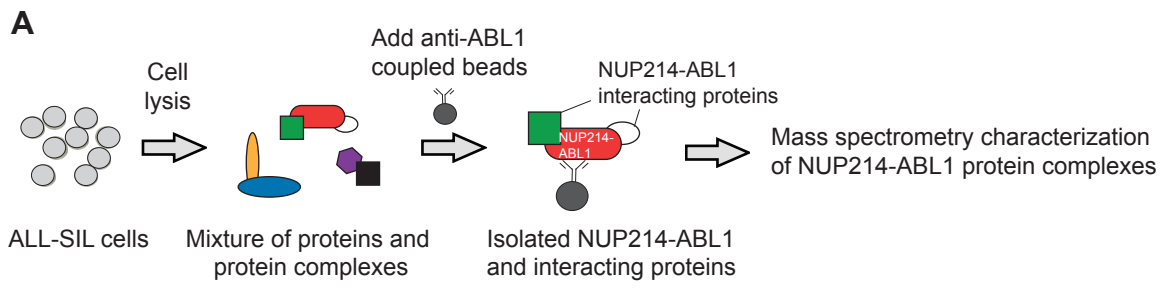 A
Cell
lysis
Add anti-ABL1
coupled beads
NUP214-ABL1
interacting proteins
NUP214-
ABL1
Mass spectrometry characterization
of NUP214-ABL1 protein complexes
ALL-SIL cells
Mixture of proteins and
protein complexes
Isolated NUP214-ABL1
and interacting proteins